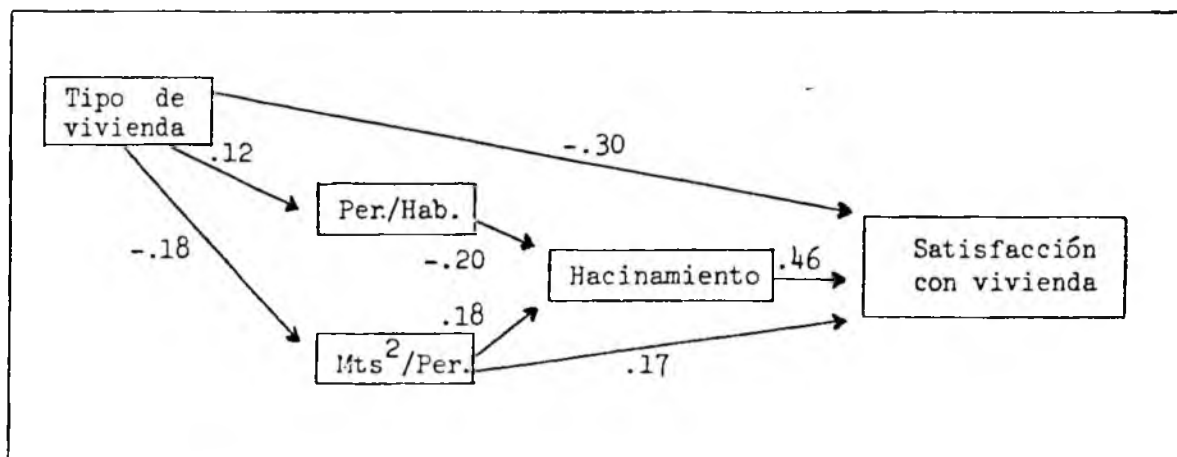 Tipo de
vivienda
.12
-.30
-.18
Per./Hab.
-.20
Hacinamiento
.46
Satisfacción
con vivienda
.18
Mts²/Per.
.17